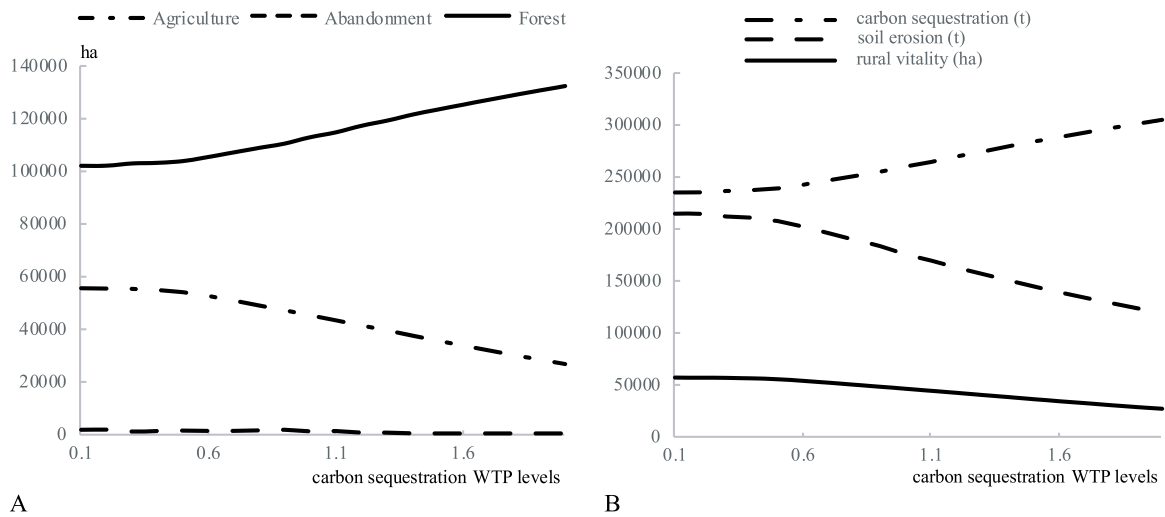 Agriculture Abandonment Forest
ha
140000
120000
100000
80000
60000
40000
20000
0
0.1 0.6 1.1 1.6
carbon sequestration WTP levels
A
carbon sequestration (t)
soil erosion (t)
rural vitality (ha)
350000
300000
250000
200000
150000
100000
50000
0
0.1 0.6 1.1 1.6
carbon sequestration WTP levels
B